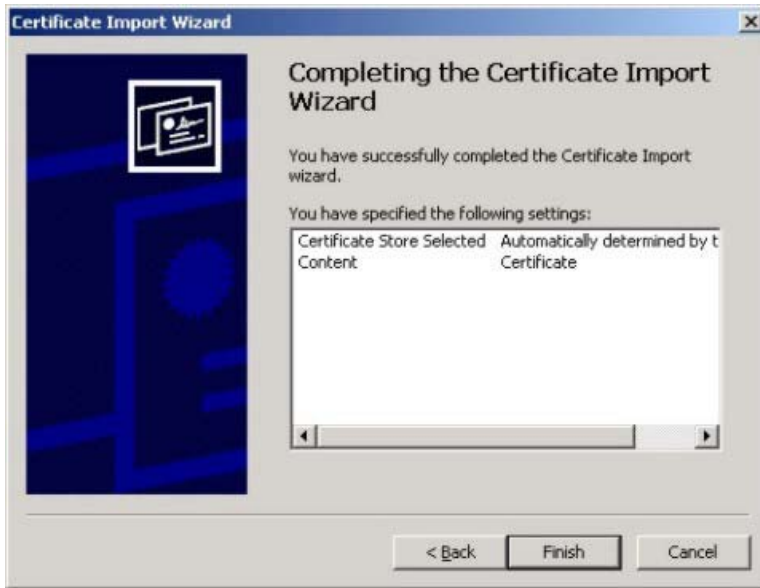 Certificate Import Wizard
Completing the Certificate Import
Wizard
You have successfully completed the Certificate Import
wizard.
You have specified the following settings:
Certificate Store Selected Automatically determined by t
Content Certificate
< Back Finish Cancel